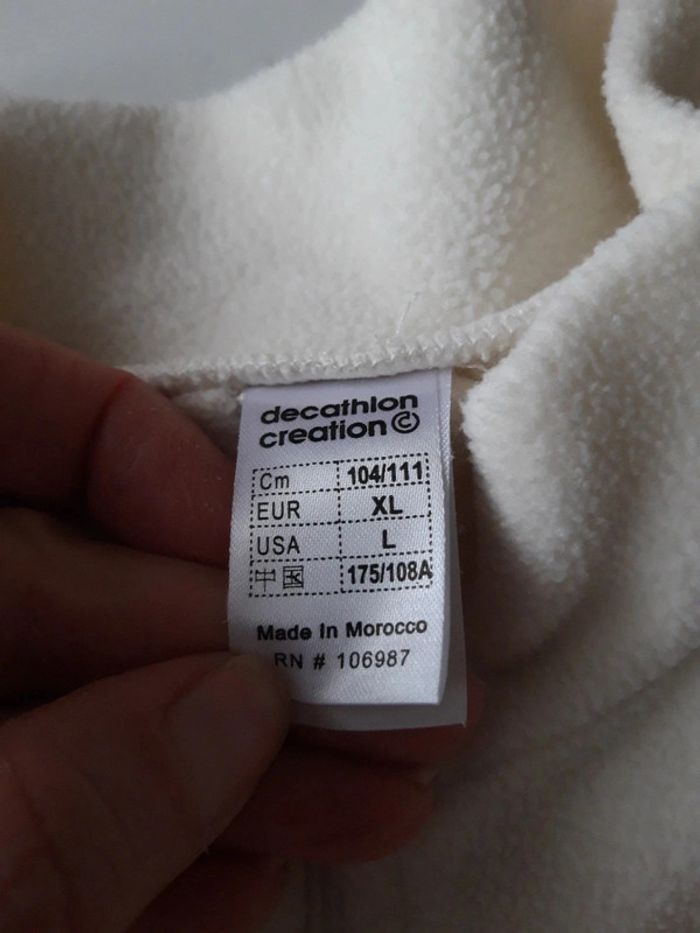 decathlon
creation ©
Cm 104/111
EUR XL
USA L
中国 175/108A
Made In Morocco
RN # 106987